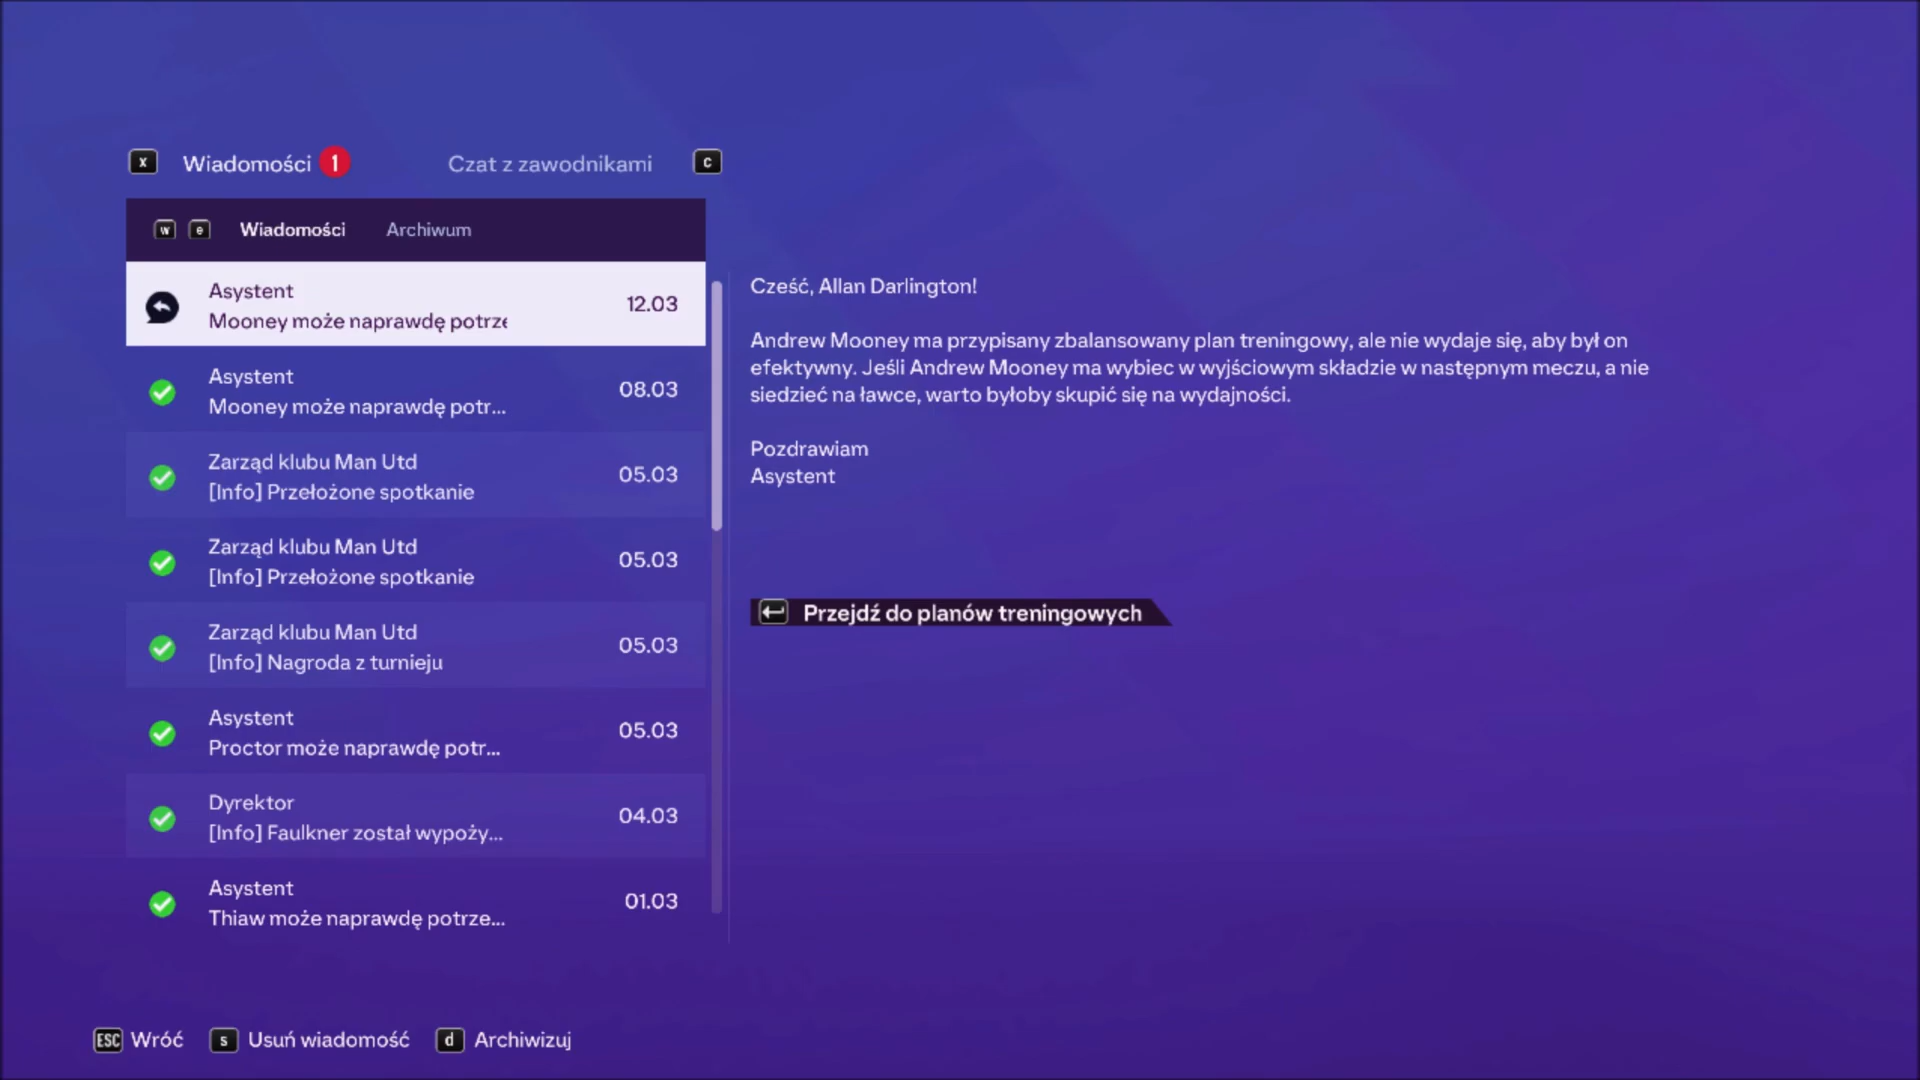 x Wiadomości 1 Czat z zawodnikami c
w e Wiadomości Archiwum
Asystent
Mooney może naprawdę potrze
12.03
Asystent
Mooney może naprawdę potr...
08.03
Zarząd klubu Man Utd
[Info] Przełożone spotkanie
05.03
Zarząd klubu Man Utd
[Info] Przełożone spotkanie
05.03
Zarząd klubu Man Utd
[Info] Nagroda z turnieju
05.03
Asystent
Proctor może naprawdę potr...
05.03
Dyrektor
[Info] Faulkner został wypoży...
04.03
Asystent
Thiaw może naprawdę potrze...
01.03
Cześć, Allan Darlington!
Andrew Mooney ma przypisany zbalansowany plan treningowy, ale nie wydaje się, aby był on
efektywny. Jeśli Andrew Mooney ma wybiec w wyjściowym składzie w następnym meczu, a nie
siedzieć na ławce, warto byłoby skupić się na wydajności.
Pozdrawiam
Asystent
Przejdź do planów treningowych
ESC Wróć s Usuń wiadomość d Archiwizuj